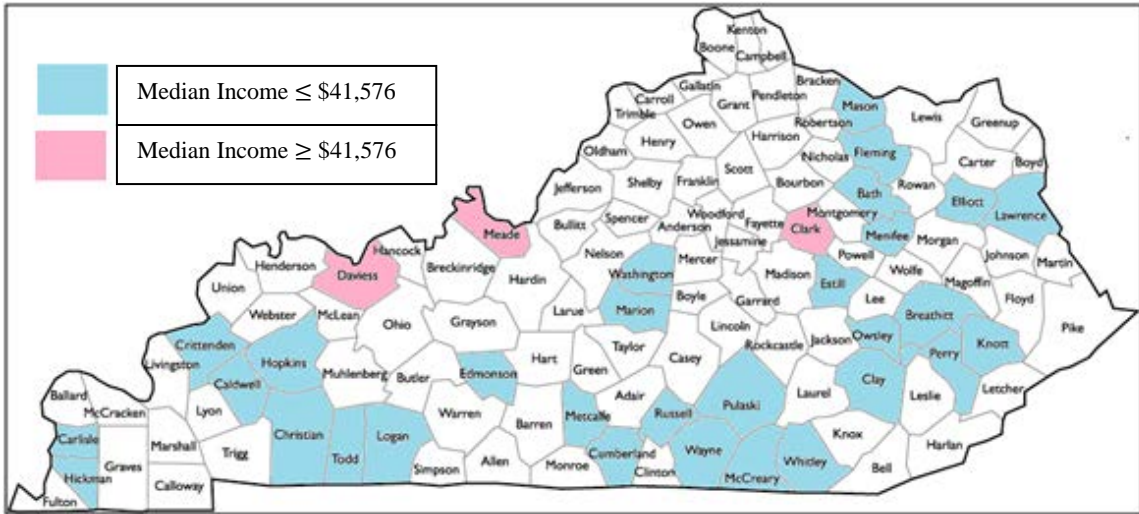 Median Income ≤ $41,576
Median Income ≥ $41,576
Kenton
Boone
Campbell
Bracken
Gallatin
Pendleton
Carroll
Grant
Mason
Trimble
Owen
Robertson
Lewis
Greenup
Henry
Harrison
Oldham
Nicholas
Fleming
Carter
Boyd
Scott
Jefferson
Shelby
Franklin
Bourbon
Bath
Rowan
Elliott
Lawrence
Meade
Bullitt
Spencer
Anderson
Woodford
Fayette
Clark
Montgomery
Menifee
Morgan
Hancock
Henderson
Daviess
Breckinridge
Nelson
Jessamine
Powell
Johnson
Martin
Union
Hardin
Washington
Mercer
Madison
Estill
Wolfe
Magoffin
Webster
McLean
Ohio
Grayson
Larue
Marion
Boyle
Garrard
Lee
Floyd
Breathitt
Pike
Crittenden
Lincoln
Rockcastle
Jackson
Owsley
Livingston
Hopkins
Hart
Taylor
Casey
Perry
Knott
Caldwell
Muhlenberg
Butler
Edmonson
Green
Clay
Letcher
Ballard
McCracken
Lyon
Adair
Pulaski
Laurel
Leslie
Warren
Barren
Metcalfe
Russell
Carlisle
Christian
Logan
Knox
Harlan
Marshall
Trigg
Graves
Todd
Simpson
Allen
Monroe
Cumberland
Clinton
Wayne
McCreary
Whitley
Bell
Hickman
Calloway
Fulton